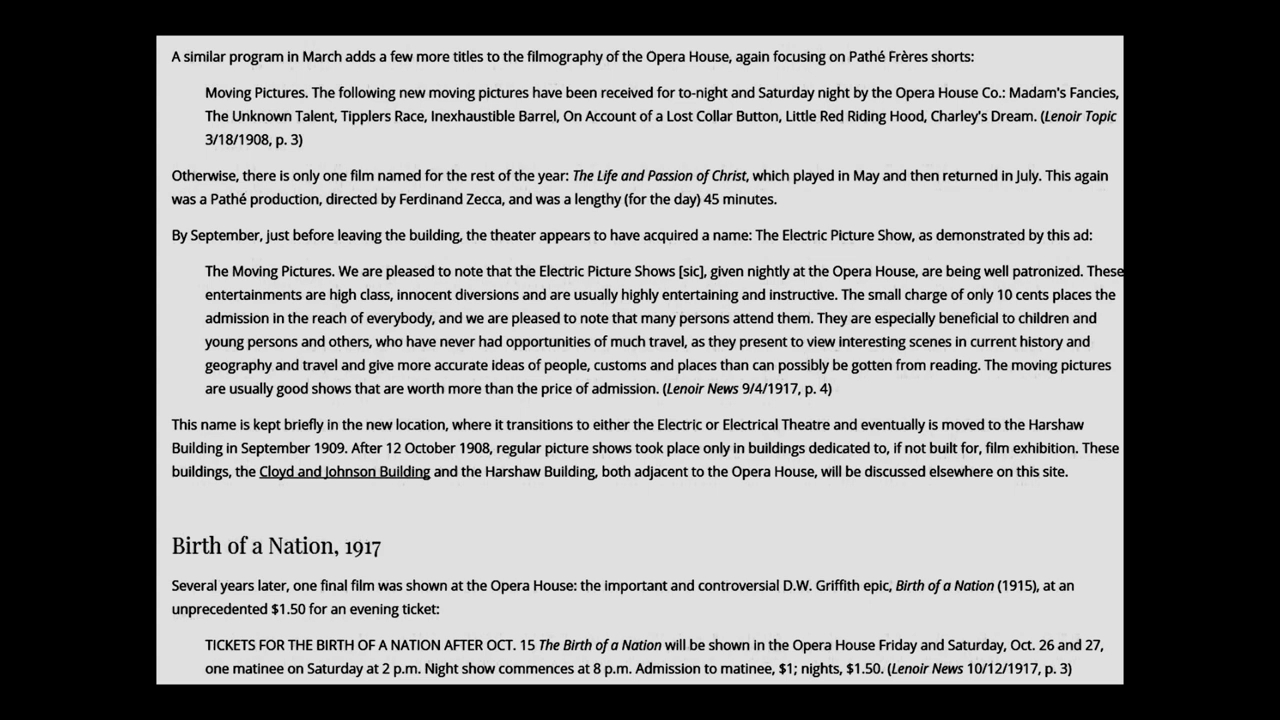 A similar program in March adds a few more titles to the filmography of the Opera House, again focusing on Pathé Frères shorts:
Moving Pictures. The following new moving pictures have been received for to-night and Saturday night by the Opera House Co.: Madam's Fancies,
The Unknown Talent, Tipplers Race, Inexhaustible Barrel, On Account of a Lost Collar Button, Little Red Riding Hood, Charley's Dream. (Lenoir Topic
3/18/1908, p. 3)
Otherwise, there is only one film named for the rest of the year: The Life and Passion of Christ, which played in May and then returned in July. This again
was a Pathé production, directed by Ferdinand Zecca, and was a lengthy (for the day) 45 minutes.
By September, just before leaving the building, the theater appears to have acquired a name: The Electric Picture Show, as demonstrated by this ad:
The Moving Pictures. We are pleased to note that the Electric Picture Shows [sic], given nightly at the Opera House, are being well patronized. These
entertainments are high class, innocent diversions and are usually highly entertaining and instructive. The small charge of only 10 cents places the
admission in the reach of everybody, and we are pleased to note that many persons attend them. They are especially beneficial to children and
young persons and others, who have never had opportunities of much travel, as they present to view interesting scenes in current history and
geography and travel and give more accurate ideas of people, customs and places than can possibly be gotten from reading. The moving pictures
are usually good shows that are worth more than the price of admission. (Lenoir News 9/4/1917, p. 4)
This name is kept briefly in the new location, where it transitions to either the Electric or Electrical Theatre and eventually is moved to the Harshaw
Building in September 1909. After 12 October 1908, regular picture shows took place only in buildings dedicated to, if not built for, film exhibition. These
buildings, the Cloyd and Johnson Building and the Harshaw Building, both adjacent to the Opera House, will be discussed elsewhere on this site.
Birth of a Nation, 1917
Several years later, one final film was shown at the Opera House: the important and controversial D.W. Griffith epic, Birth of a Nation (1915), at an
unprecedented $1.50 for an evening ticket:
TICKETS FOR THE BIRTH OF A NATION AFTER OCT. 15 The Birth of a Nation will be shown in the Opera House Friday and Saturday, Oct. 26 and 27,
one matinee on Saturday at 2 p.m. Night show commences at 8 p.m. Admission to matinee, $1; nights, $1.50. (Lenoir News 10/12/1917, p. 3)